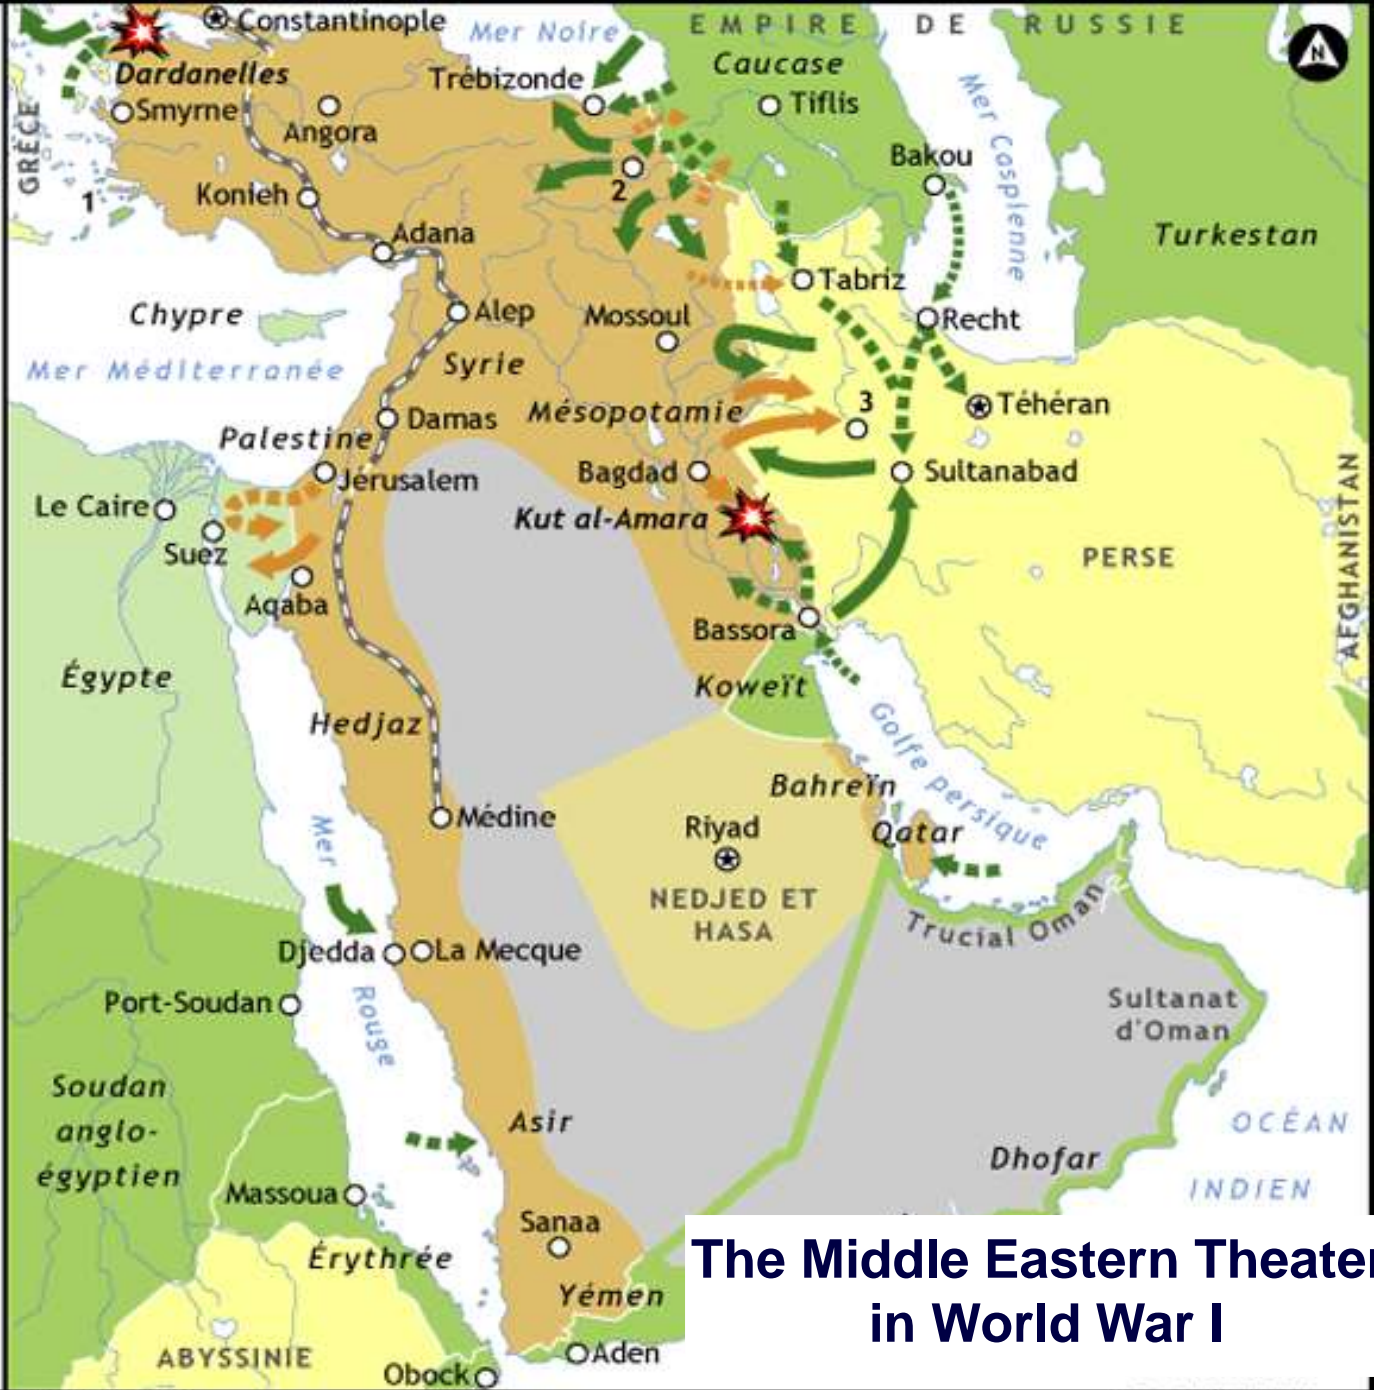 Constantinople
Mer Noire
EMPIRE DE RUSSIE
N
Dardanelles
Trébizonde
Caucase
Smyrne
Angora
Tiflis
Mer Caspienne
GRÈCE
Bakou
Konieh
2
1
Adana
Turkestan
Tabriz
Chypre
Alep
Mossoul
Recht
Syrie
Mer Méditerranée
Mésopotamie
3
Téhéran
Damas
Palestine
Bagdad
Sultanabad
Jérusalem
Le Caire
Kut al-Amara
AFGHANISTAN
Suez
PERSE
Aqaba
Bassora
Égypte
Koweït
Hedjaz
Golfe persique
Bahreïn
Médine
Riyad
Qatar
Mer Rouge
NEDJED ET
HASA
Trucial Oman
Djedda
La Mecque
Port-Soudan
Sultanat
d'Oman
Soudan
anglo-
égyptien
Asir
OCÉAN
INDIEN
Dhofar
Massoua
Sanaa
Érythrée
Yémen
ABYSSINIE
Aden
Obock
The Middle Eastern Theater
in World War I